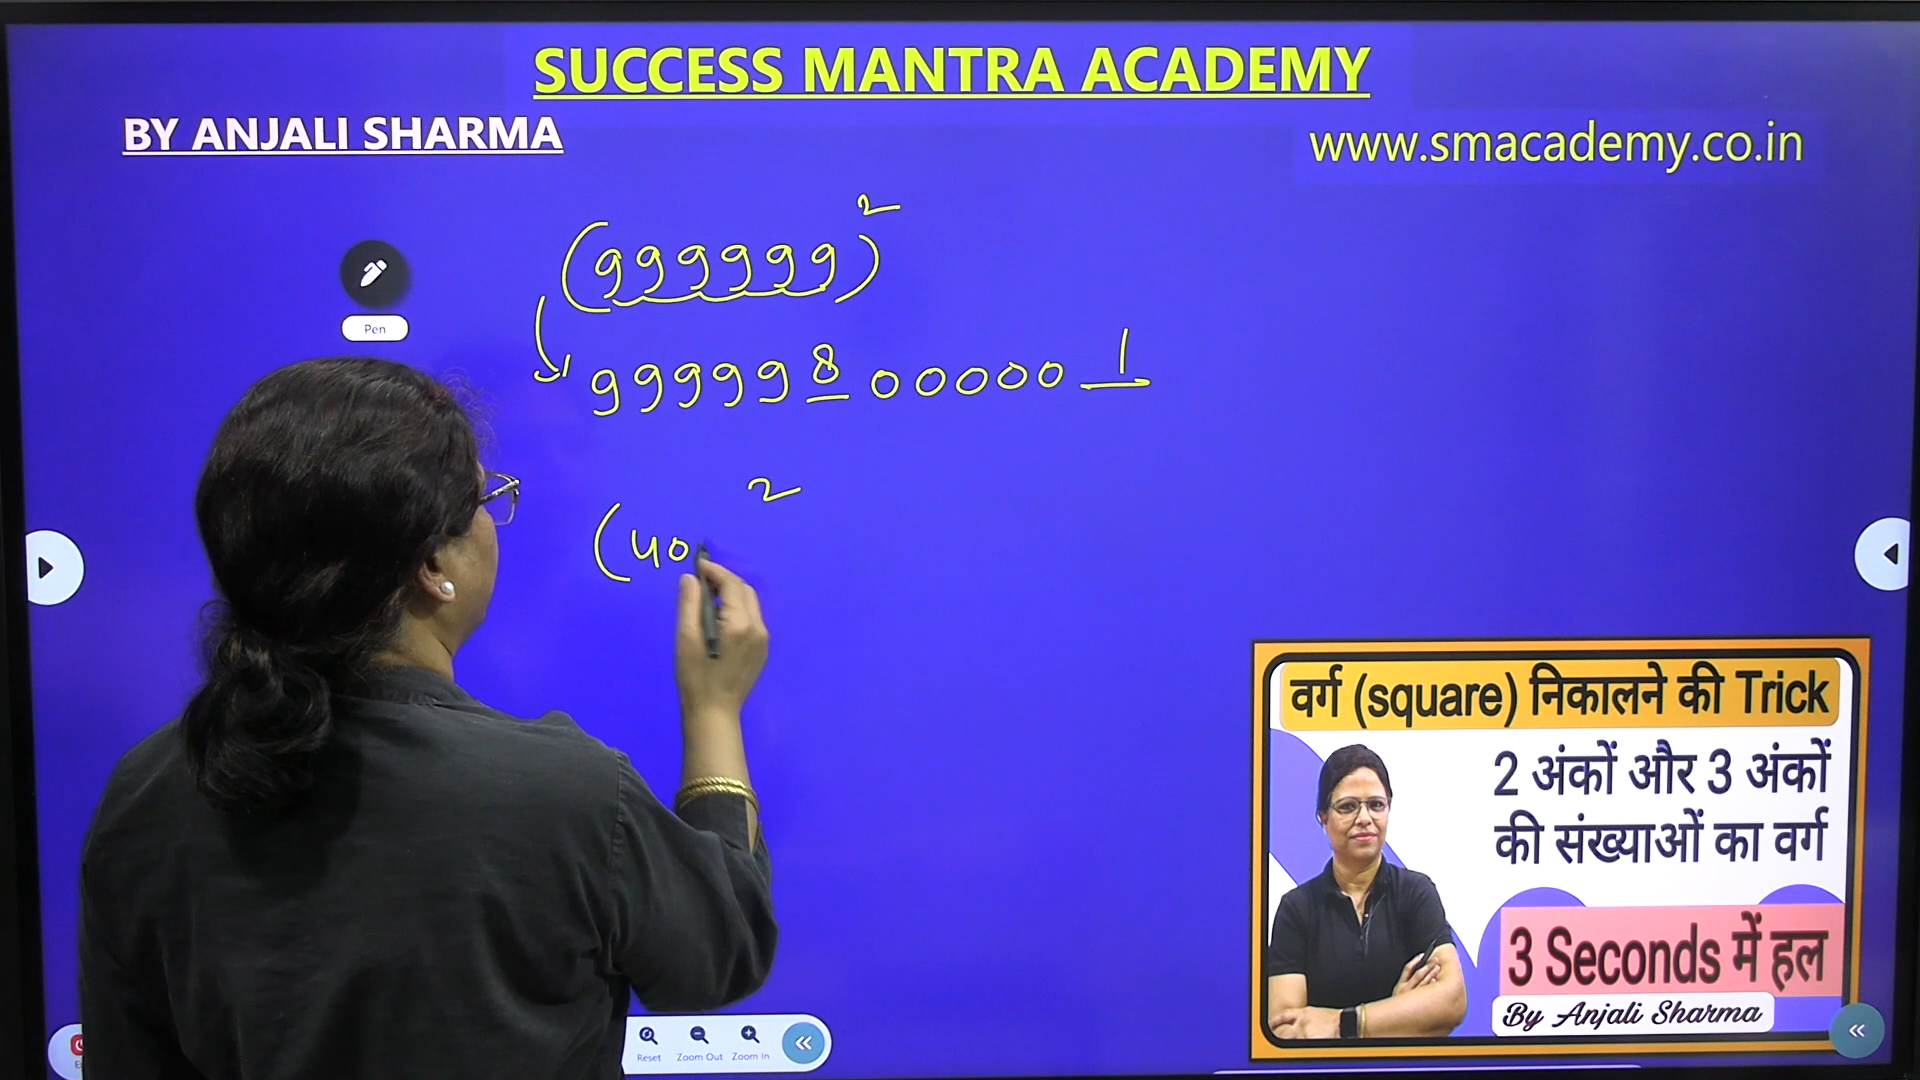 SUCCESS MANTRA ACADEMY
BY ANJALI SHARMA
www.smacademy.co.in
(999999)²
Pen
999998000001
(40 ²
वर्ग (square) निकालने की Trick
2 अंकों और 3 अंकों
की संख्याओं का वर्ग
3 Seconds में हल
By Anjali Sharma
Reset Zoom Out Zoom In